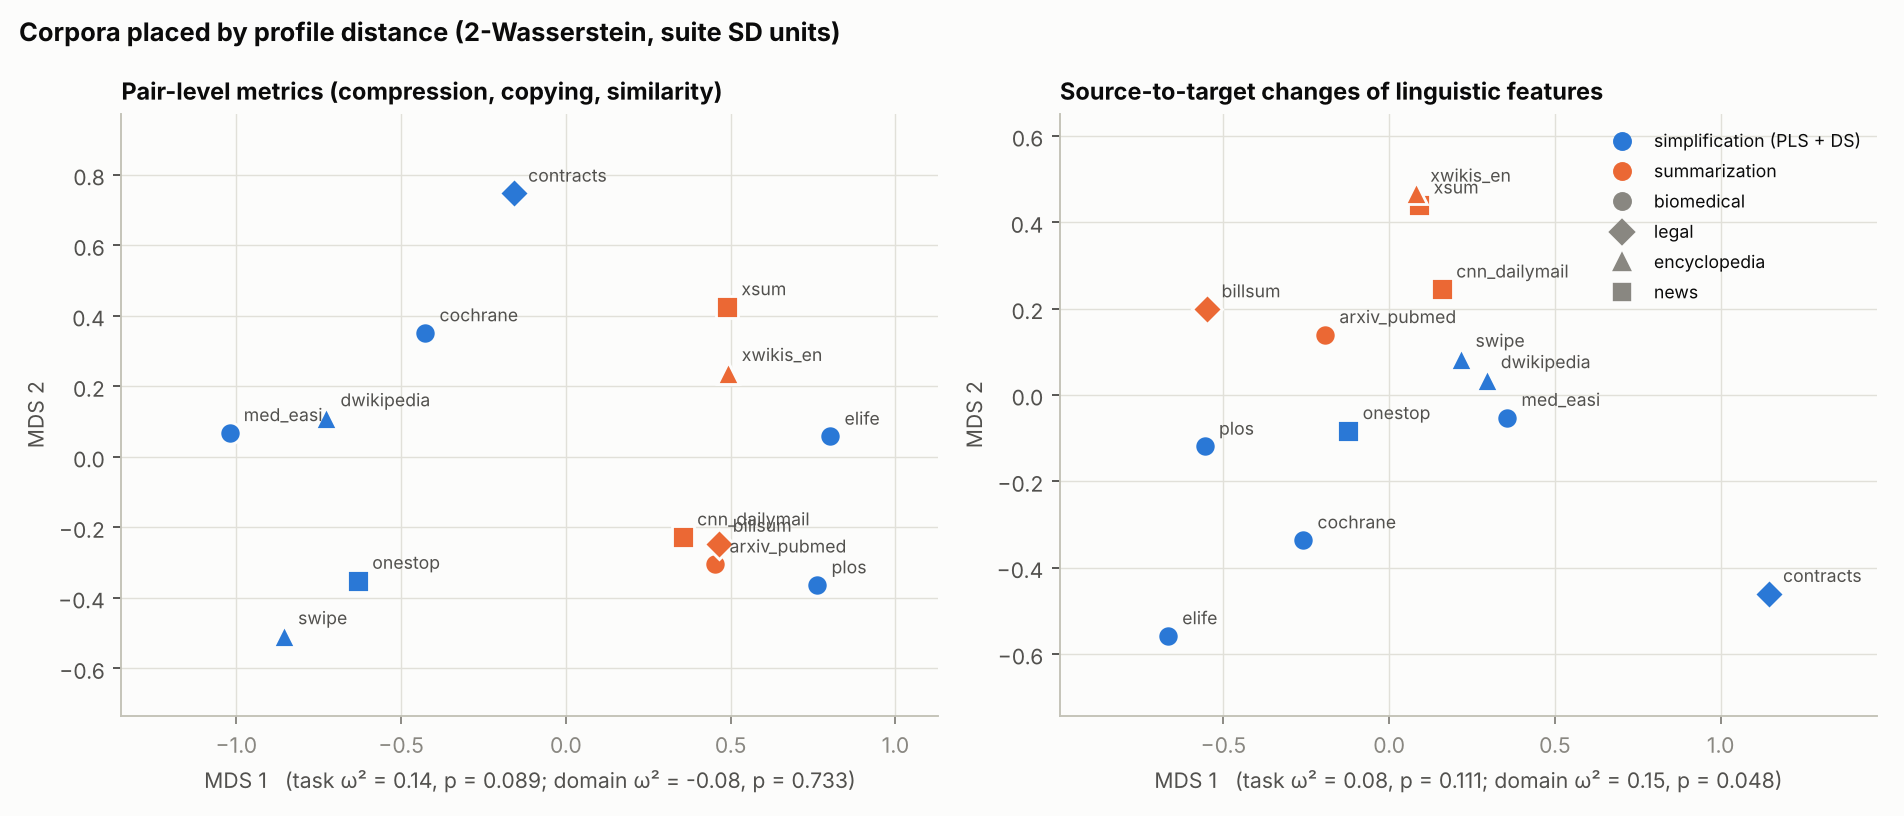 Corpora placed by profile distance (2-Wasserstein, suite SD units)
Pair-level metrics (compression, copying, similarity)
MDS 2
0.8
0.6
0.4
0.2
0.0
−0.2
−0.4
−0.6
contracts
xsum
cochrane
xwikis_en
dwikipedia
med_easi
elife
cnn_dailymail
billsum
arxiv_pubmed
plos
onestop
swipe
−1.0
−0.5
0.0
0.5
1.0
MDS 1 (task ω² = 0.14, p = 0.089; domain ω² = -0.08, p = 0.733)
Source-to-target changes of linguistic features
MDS 2
0.6
0.4
0.2
0.0
−0.2
−0.4
−0.6
simplification (PLS + DS)
summarization
biomedical
legal
encyclopedia
news
xwikis_en
xsum
cnn_dailymail
billsum
arxiv_pubmed
swipe
dwikipedia
med_easi
onestop
plos
cochrane
contracts
elife
−0.5
0.0
0.5
1.0
MDS 1 (task ω² = 0.08, p = 0.111; domain ω² = 0.15, p = 0.048)